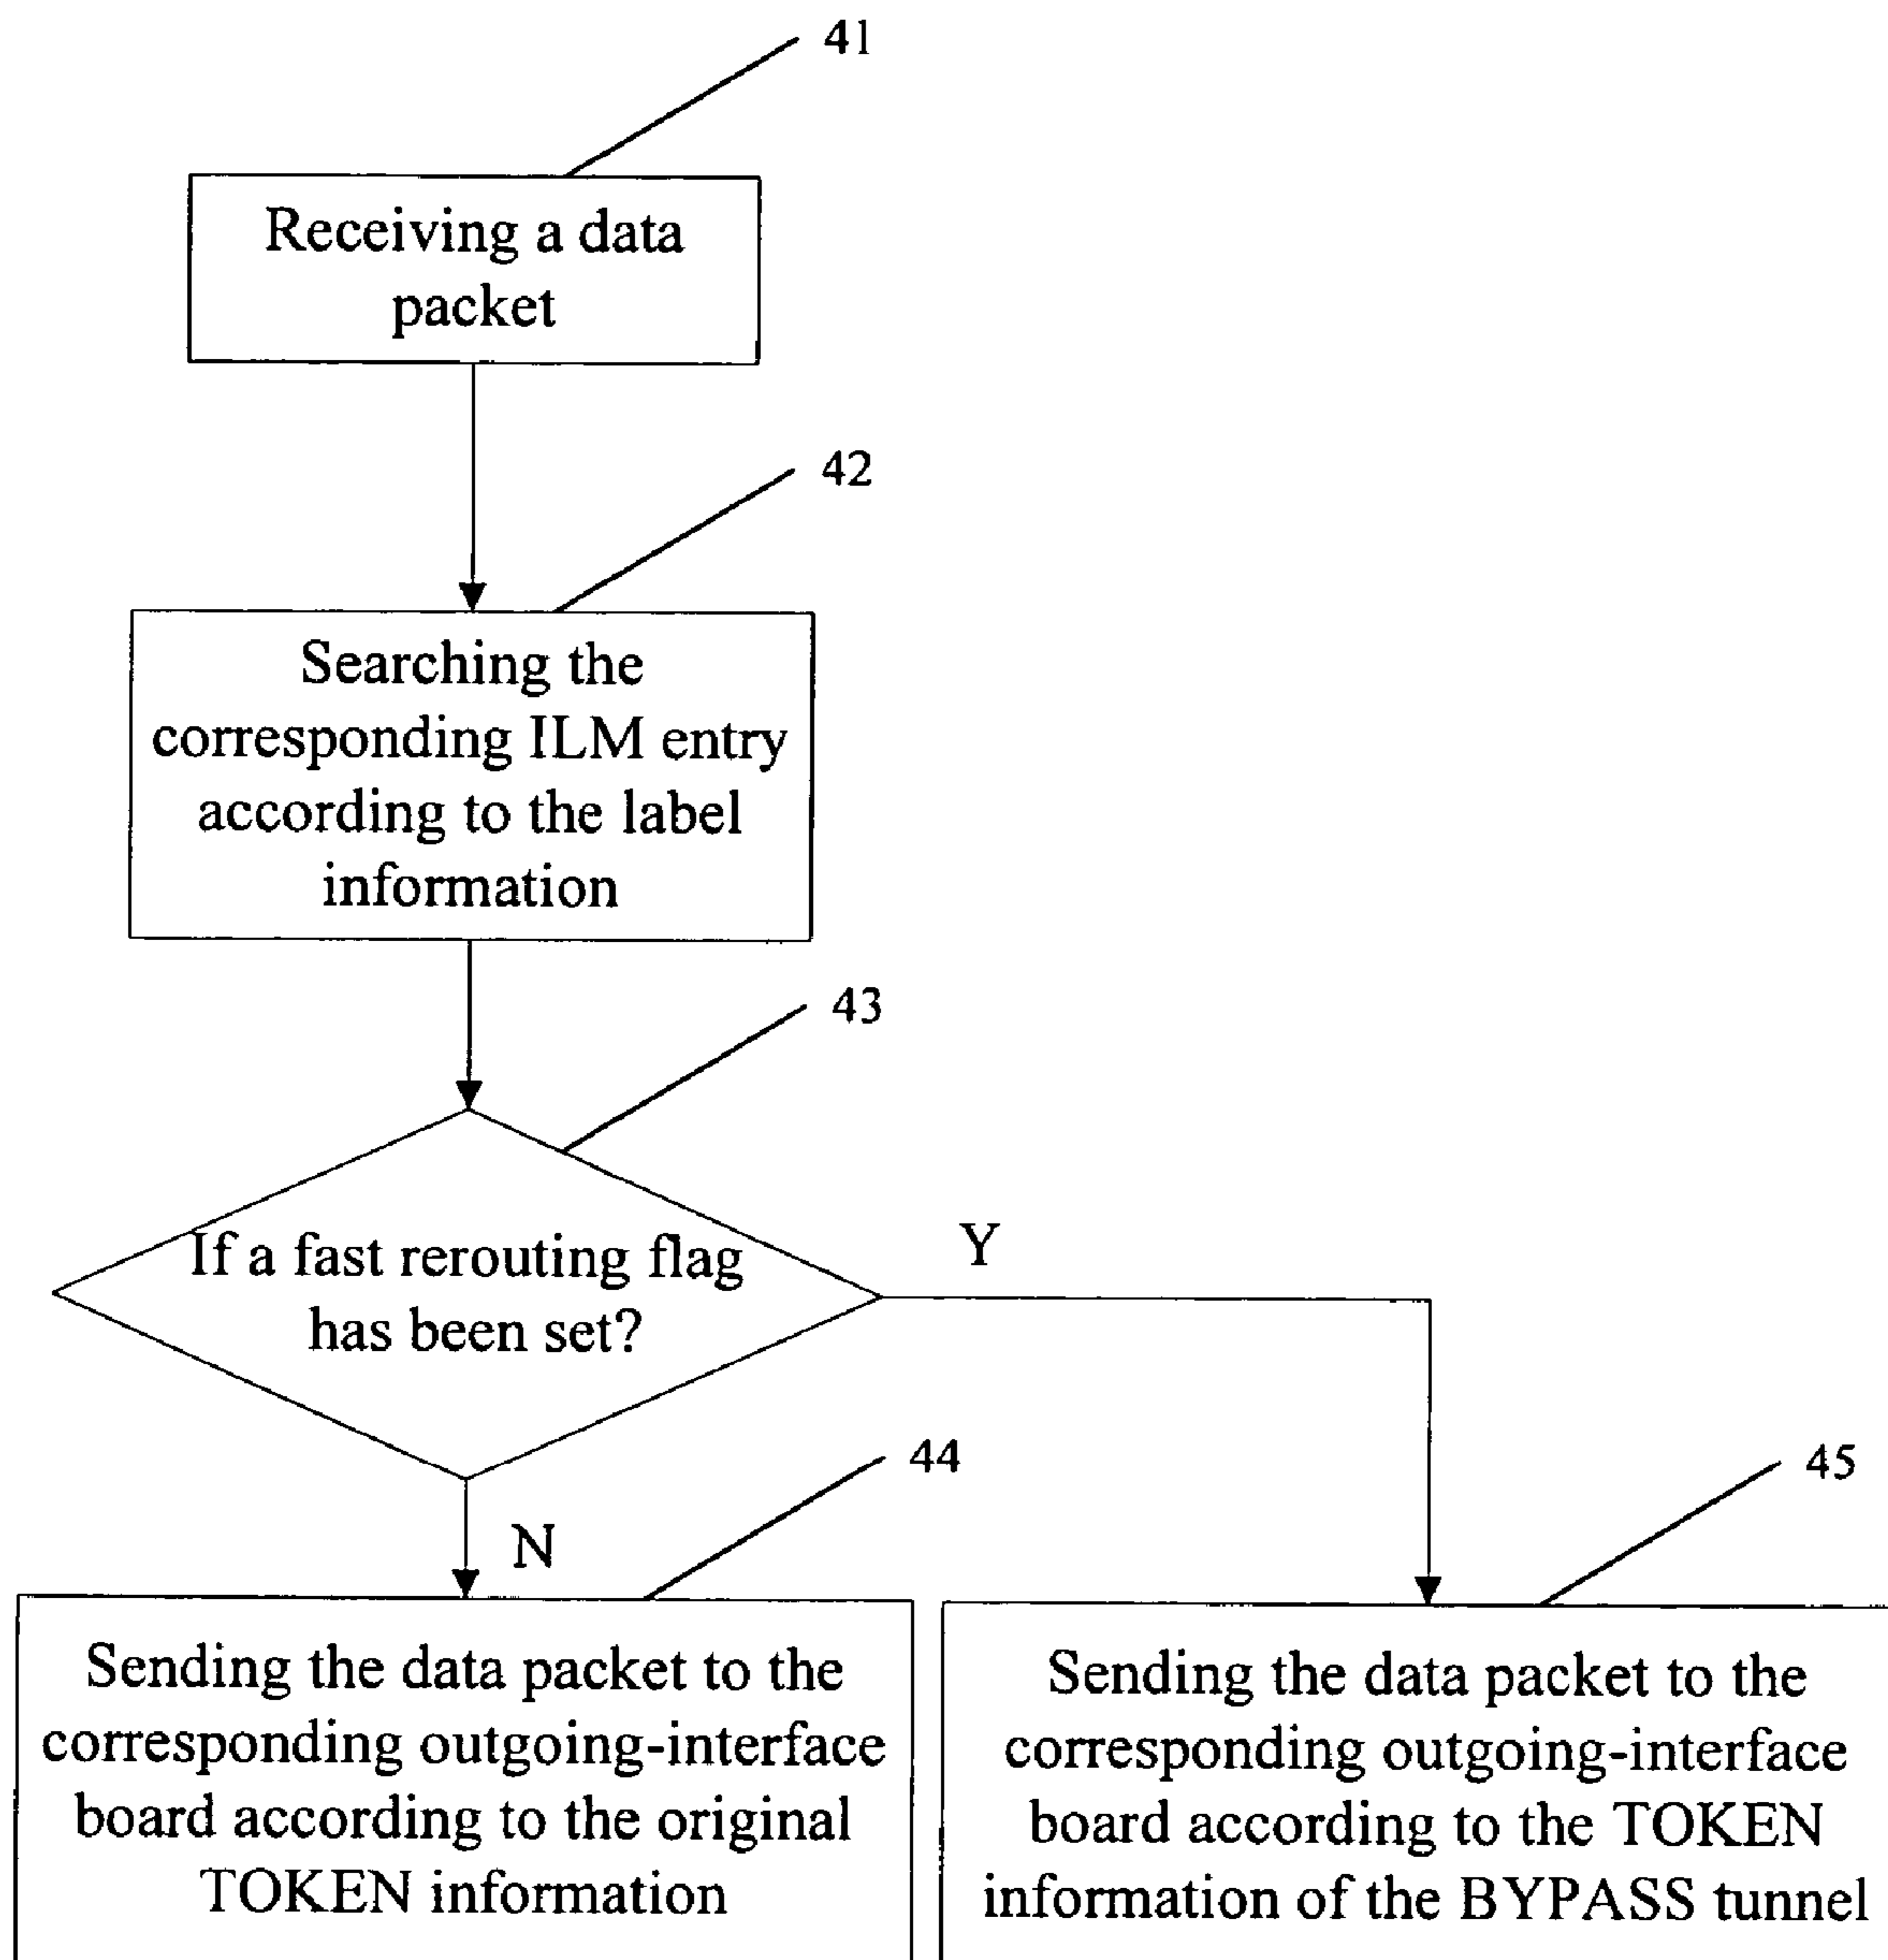 41
Receiving a data
packet
42
Searching the
corresponding ILM entry
according to the label
information
43
If a fast rerouting flag
has been set?
Y
N
44
Sending the data packet to the
corresponding outgoing-interface
board according to the original
TOKEN information
45
Sending the data packet to the
corresponding outgoing-interface
board according to the TOKEN
information of the BYPASS tunnel